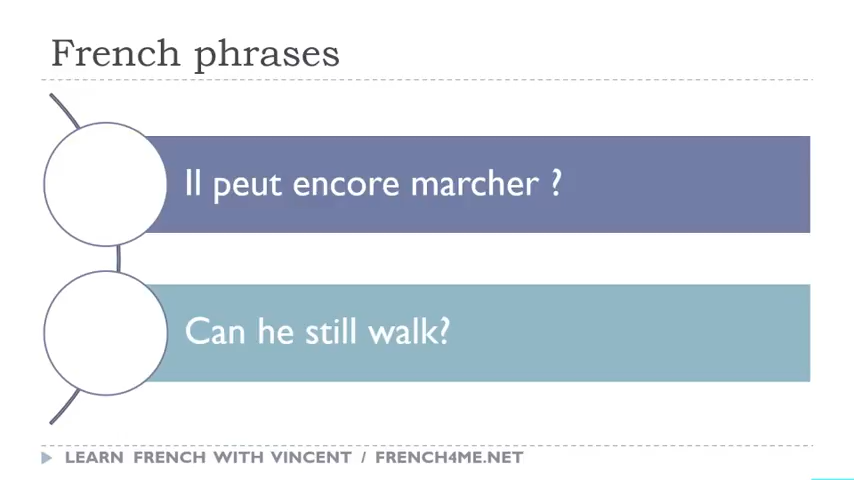 French phrases
Il peut encore marcher ?
Can he still walk?
LEARN FRENCH WITH VINCENT / FRENCH4ME.NET